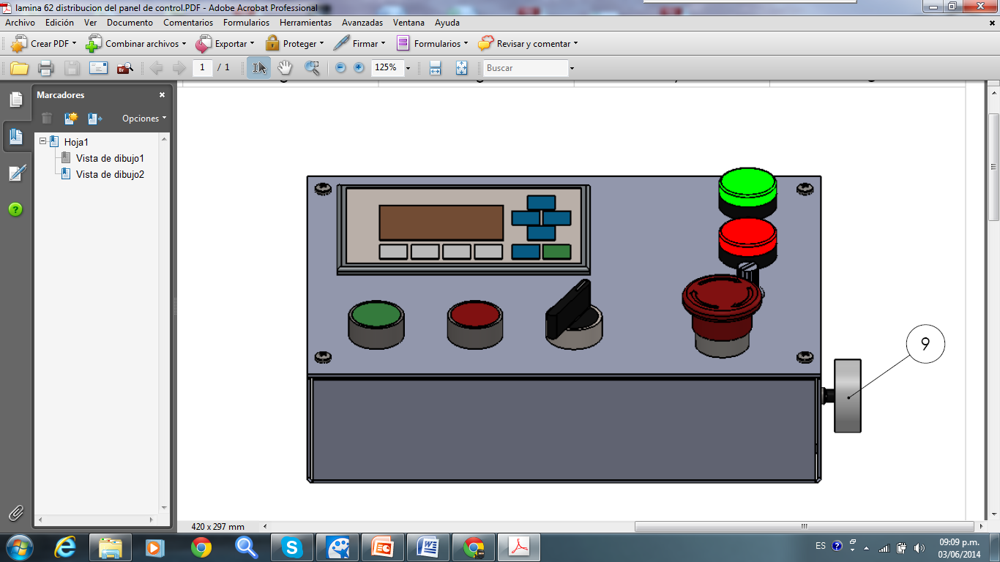 lamina 62 distribucion del panel de control.PDF - Adobe Acrobat Professional
Archivo Edición Ver Documento Comentarios Formularios Herramientas Avanzadas Ventana Ayuda
Crear PDF Combinar archivos Exportar Proteger Firmar Formularios Revisar y comentar
1 / 1 125% Buscar
Marcadores
Opciones
Hoja1
Vista de dibujo1
Vista de dibujo2
9
420 x 297 mm
ES
09:09 p.m.
03/06/2014